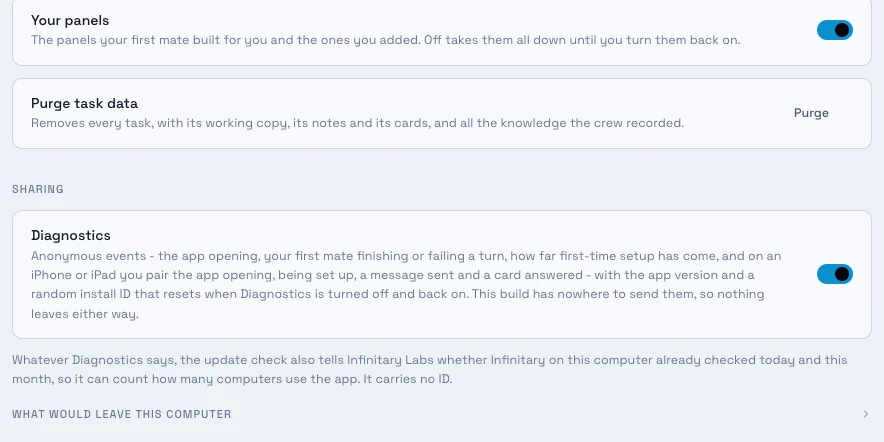 Your panels
The panels your first mate built for you and the ones you added. Off takes them all down until you turn them back on.
Purge task data
Removes every task, with its working copy, its notes and its cards, and all the knowledge the crew recorded.
Purge
SHARING
Diagnostics
Anonymous events - the app opening, your first mate finishing or failing a turn, how far first-time setup has come, and on an
iPhone or iPad you pair the app opening, being set up, a message sent and a card answered - with the app version and a
random install ID that resets when Diagnostics is turned off and back on. This build has nowhere to send them, so nothing
leaves either way.
Whatever Diagnostics says, the update check also tells Infinitary Labs whether Infinitary on this computer already checked today and this
month, so it can count how many computers use the app. It carries no ID.
WHAT WOULD LEAVE THIS COMPUTER